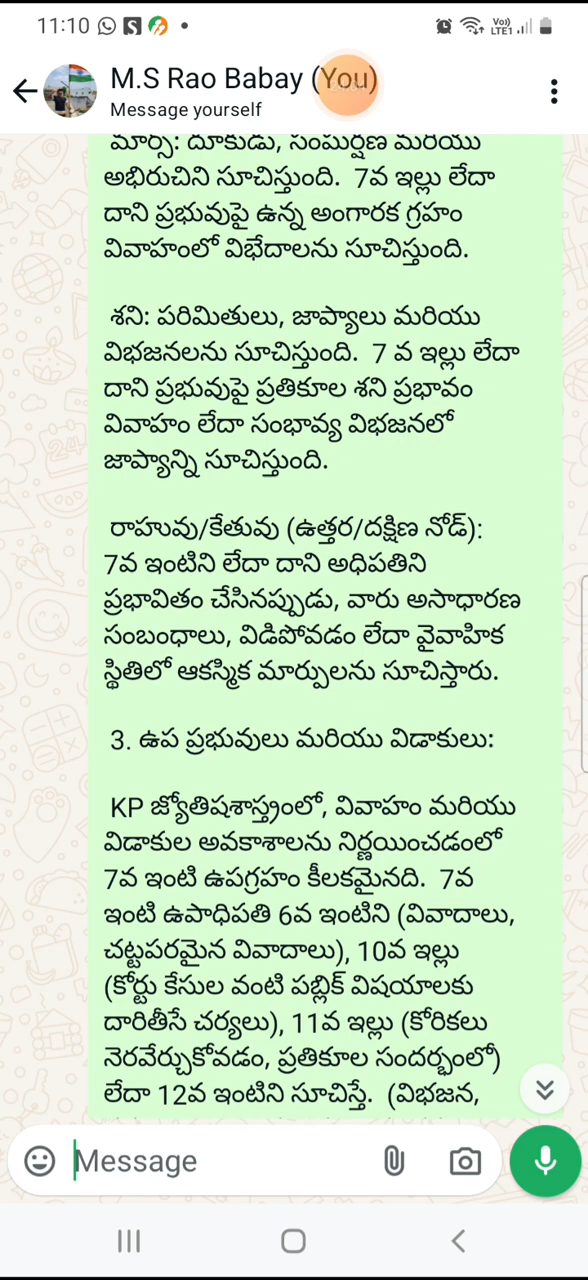 11:10
Vo)) LTE1
M.S Rao Babay (You)
Message yourself
మార్స్: దూకుడు, సంఘర్షణ మరియు
అభిరుచిని సూచిస్తుంది. 7వ ఇల్లు లేదా
దాని ప్రభువుపై ఉన్న అంగారక గ్రహం
వివాహంలో విభేదాలను సూచిస్తుంది.
శని: పరిమితులు, జాప్యాలు మరియు
విభజనలను సూచిస్తుంది. 7 వ ఇల్లు లేదా
దాని ప్రభువుపై ప్రతికూల శని ప్రభావం
వివాహం లేదా సంభావ్య విభజనలో
జాప్యాన్ని సూచిస్తుంది.
రాహువు/కేతువు (ఉత్తర/దక్షిణ నోడ్):
7వ ఇంటిని లేదా దాని అధిపతిని
ప్రభావితం చేసినప్పుడు, వారు అసాధారణ
సంబంధాలు, విడిపోవడం లేదా వైవాహిక
స్థితిలో ఆకస్మిక మార్పులను సూచిస్తారు.
3. ఉప ప్రభువులు మరియు విడాకులు:
KP జ్యోతిషశాస్త్రంలో, వివాహం మరియు
విడాకుల అవకాశాలను నిర్ణయించడంలో
7వ ఇంటి ఉపగ్రహం కీలకమైనది. 7వ
ఇంటి ఉపాధిపతి 6వ ఇంటిని (వివాదాలు,
చట్టపరమైన వివాదాలు), 10వ ఇల్లు
(కోర్టు కేసుల వంటి పబ్లిక్ విషయాలకు
దారితీసే చర్యలు), 11వ ఇల్లు (కోరికలు
నెరవేర్చుకోవడం, ప్రతికూల సందర్భంలో)
లేదా 12వ ఇంటిని సూచిస్తే. (విభజన,
Message